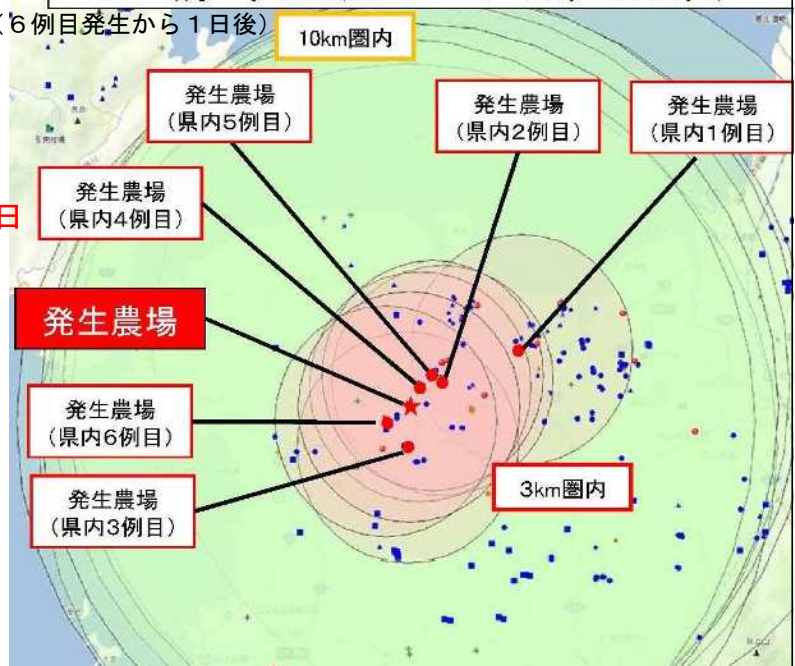 （６例目発生から１日後）
10km圏内
発生農場
（県内5例目）
発生農場
（県内2例目）
発生農場
（県内1例目）
発生農場
（県内4例目）
日
発生農場
発生農場
（県内6例目）
3km圏内
発生農場
（県内3例目）